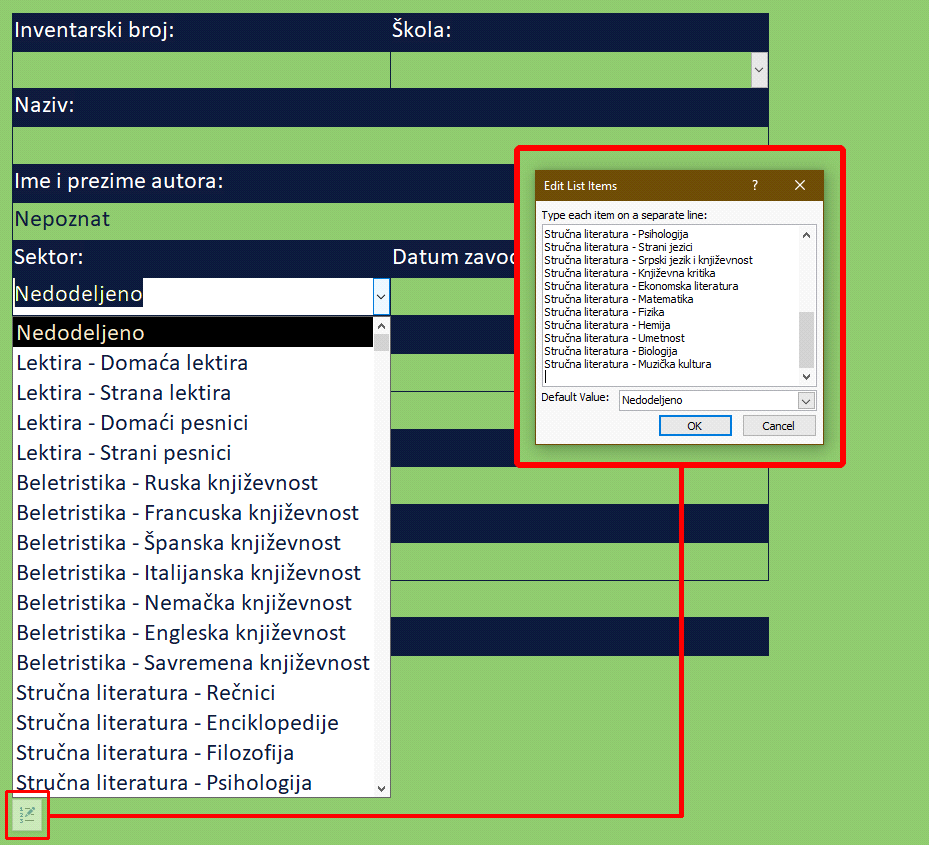 Inventarski broj:
Škola:
Naziv:
Ime i prezime autora:
Nepoznat
Sektor:
Datum zavod
Nedodeljeno
Nedodeljeno
Lektira - Domaća lektira
Lektira - Strana lektira
Lektira - Domaći pesnici
Lektira - Strani pesnici
Beletristika - Ruska književnost
Beletristika - Francuska književnost
Beletristika - Španska književnost
Beletristika - Italijanska književnost
Beletristika - Nemačka književnost
Beletristika - Engleska književnost
Beletristika - Savremena književnost
Stručna literatura - Rečnici
Stručna literatura - Enciklopedije
Stručna literatura - Filozofija
Stručna literatura - Psihologija
Edit List Items
?
Type each item on a separate line:
Stručna literatura - Psihologija
Stručna literatura - Strani jezici
Stručna literatura - Srpski jezik i književnost
Stručna literatura - Književna kritika
Stručna literatura - Ekonomska literatura
Stručna literatura - Matematika
Stručna literatura - Fizika
Stručna literatura - Hemija
Stručna literatura - Umetnost
Stručna literatura - Biologija
Stručna literatura - Muzička kultura
Default Value: Nedodeljeno
OK Cancel